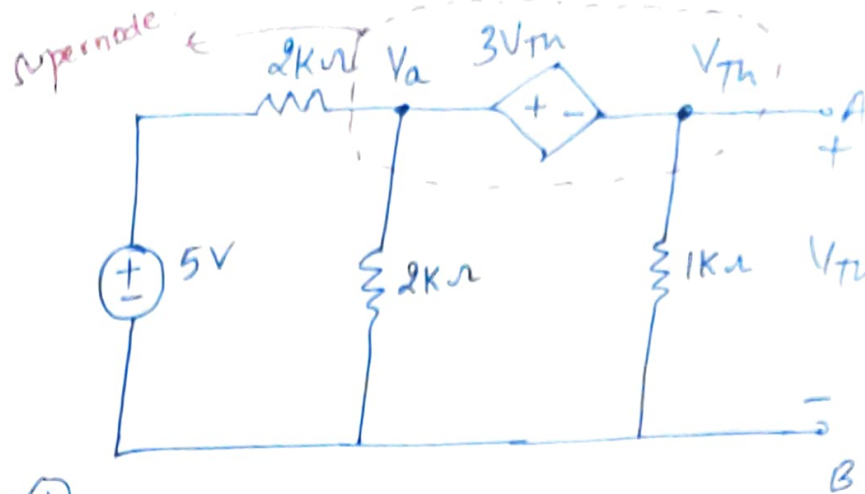 supernode
2KΩ Va 3VTh VTh A
+ - +
+ 5V 2KΩ 1KΩ VTh
-
-
B